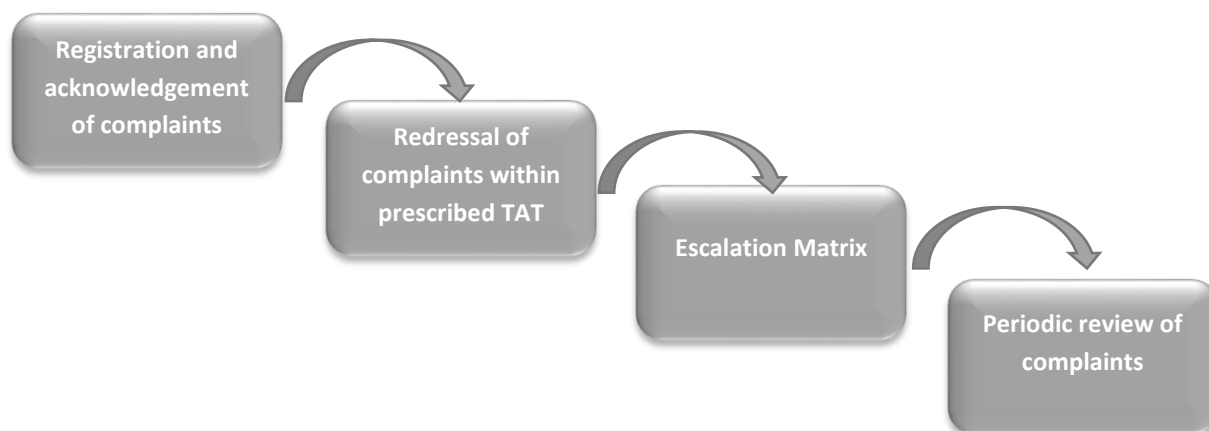 Registration and
acknowledgement
of complaints
Redressal of
complaints within
prescribed TAT
Escalation Matrix
Periodic review of
complaints